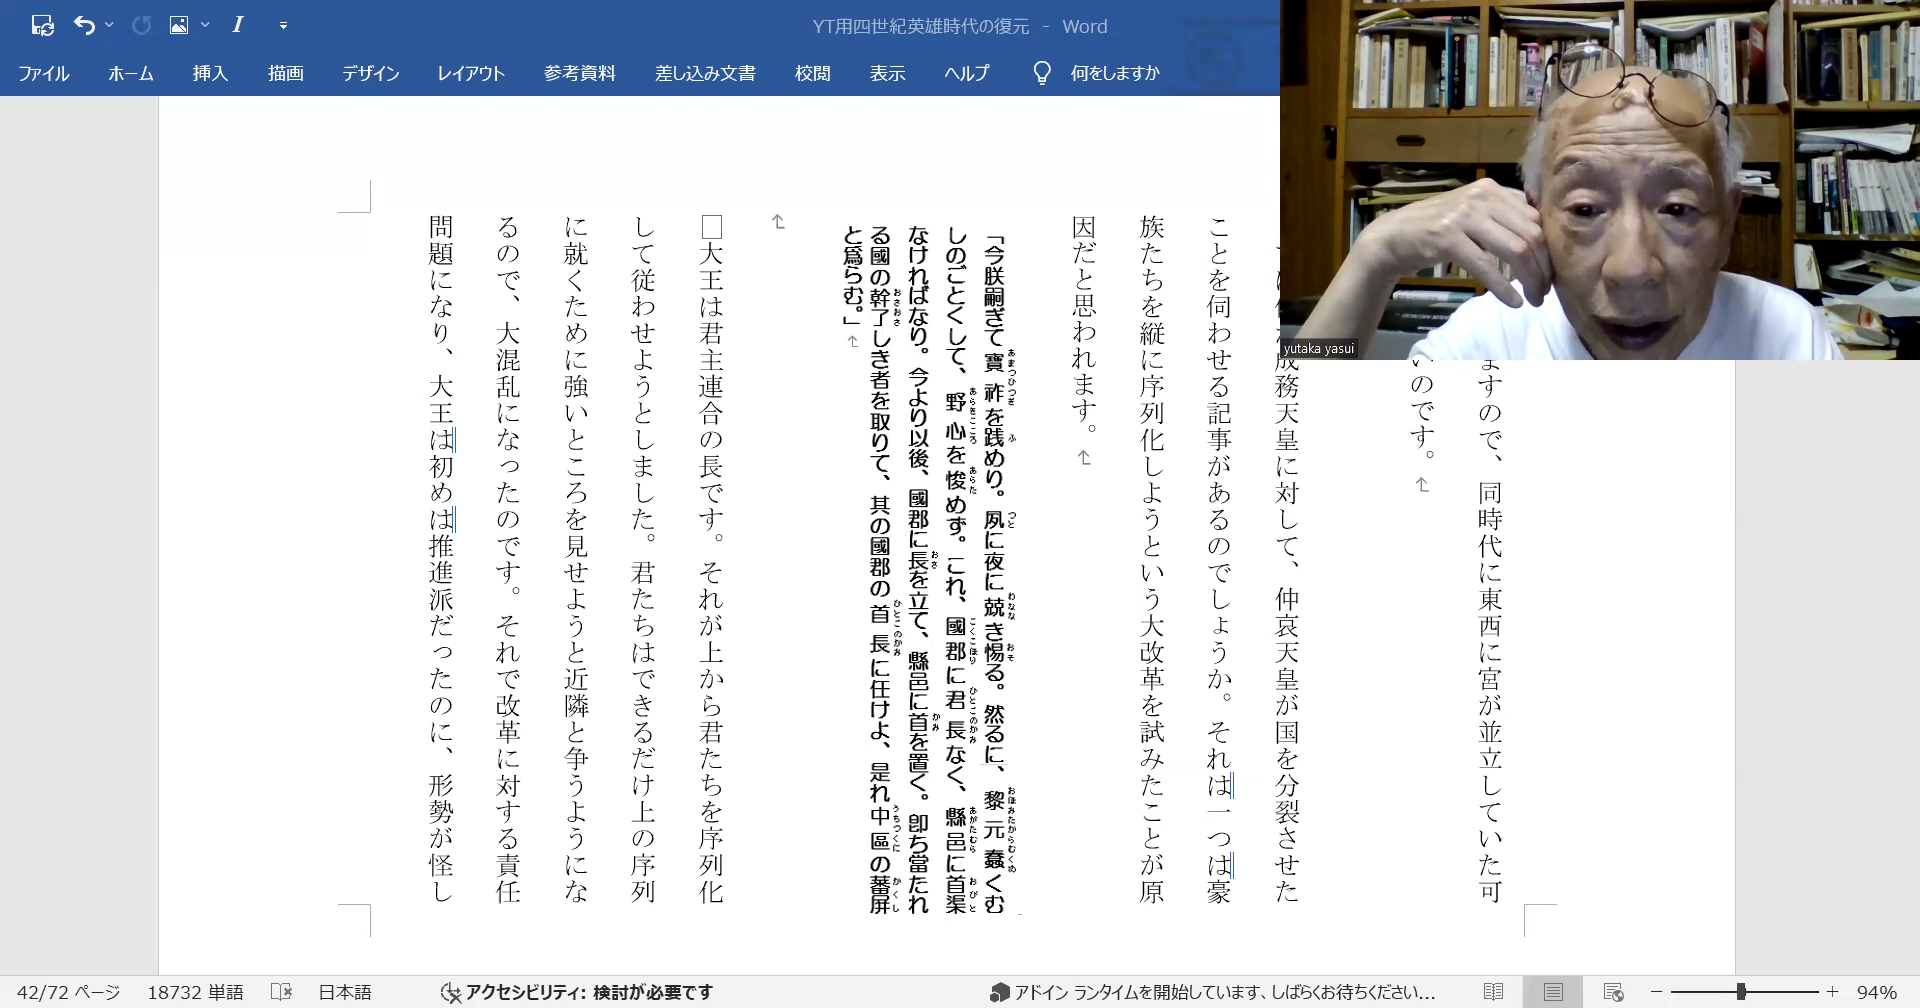 YT用四世紀英雄時代の復元 - Word
ファイル ホーム 挿入 描画 デザイン レイアウト 参考資料 差し込み文書 校閲 表示 ヘルプ 何をしますか
yutaka yasui
ますので、同時代に東西に宮が並立していた可
いのです。
成務天皇に対して、仲哀天皇が国を分裂させた
ことを伺わせる記事があるのでしょうか。それは一つは豪
族たちを縦に序列化しようという大改革を試みたことが原
因だと思われます。
「今朕嗣ぎて寶祚を践めり。夙に夜に兢き惕る。然るに、黎元蠢くむ
しのごとくして、野心を悛めず。これ、國郡に君長なく、縣邑に首渠
なければなり。今より以後、國郡に長を立て、縣邑に首を置く。卽ち當たれ
る國の幹了しき者を取りて、其の國郡の首長に任けよ、是れ中區の蕃屏
と爲らむ。」
□大王は君主連合の長です。それが上から君たちを序列化
して従わせようとしました。君たちはできるだけ上の序列
に就くために強いところを見せようと近隣と争うようにな
るので、大混乱になったのです。それで改革に対する責任
問題になり、大王は初めは推進派だったのに、形勢が怪し
42/72 ページ 18732 単語 日本語 アクセシビリティ: 検討が必要です アドイン ランタイムを開始しています、しばらくお待ちください... 94%